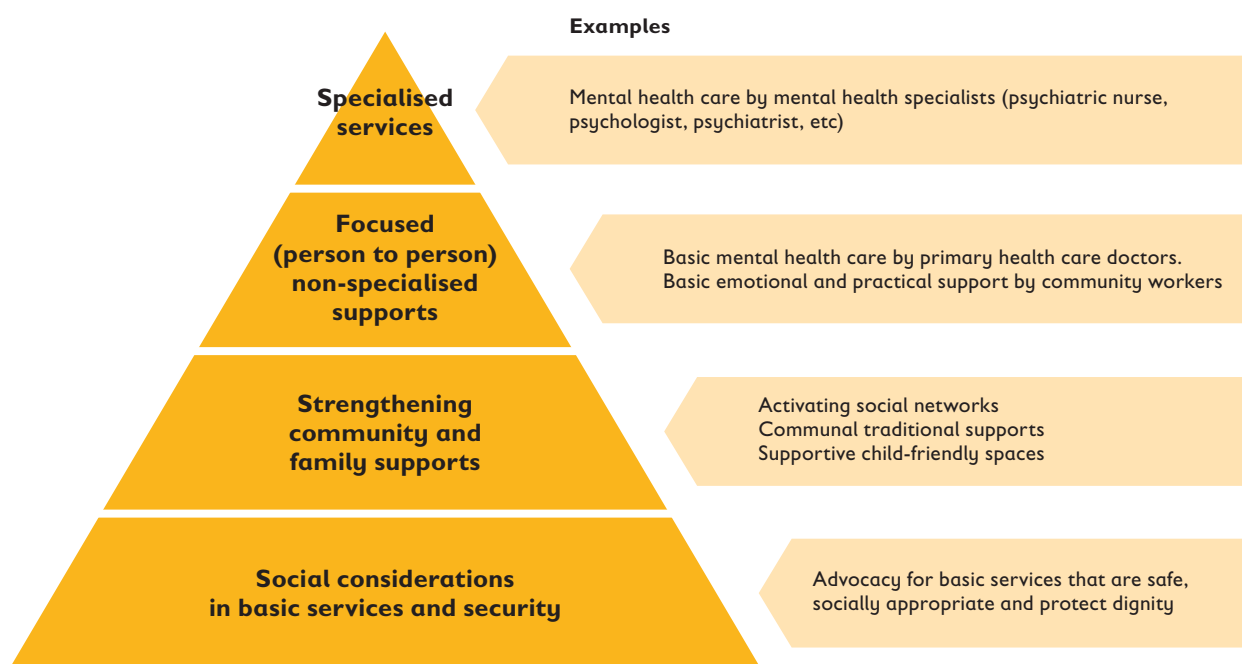 Examples
Specialised
services
Mental health care by mental health specialists (psychiatric nurse,
psychologist, psychiatrist, etc)
Focused
(person to person)
non-specialised
supports
Basic mental health care by primary health care doctors.
Basic emotional and practical support by community workers
Strengthening
community and
family supports
Activating social networks
Communal traditional supports
Supportive child-friendly spaces
Social considerations
in basic services and security
Advocacy for basic services that are safe,
socially appropriate and protect dignity